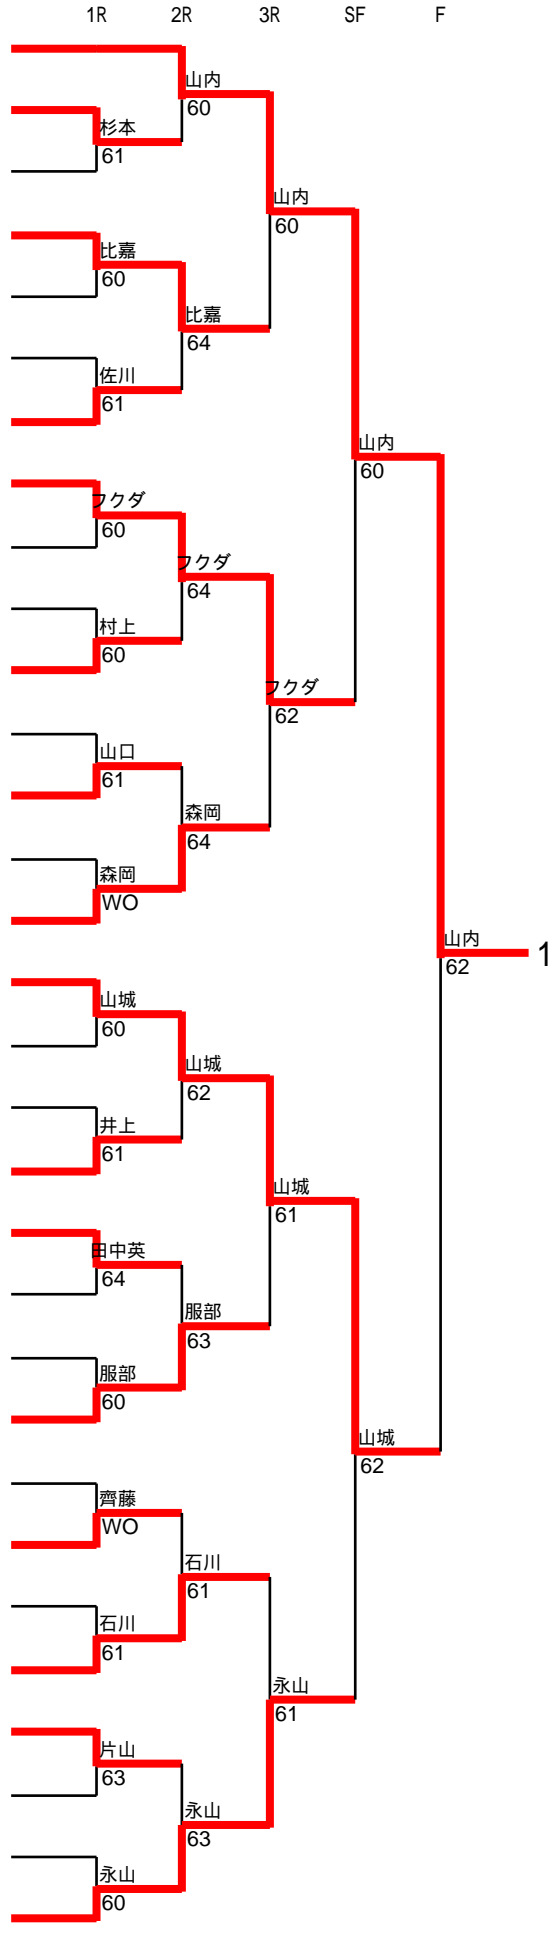 1R 2R 3R SF F
山内
60
杉本
61
山内
60
比嘉
60
比嘉
64
佐川
61
山内
60
フクダ
60
フクダ
64
村上
60
フクダ
62
山口
61
森岡
64
森岡
WO
山内 1
62
山城
60
山城
62
井上
61
山城
61
田中英
64
服部
63
服部
60
山城
62
齊藤
WO
石川
61
石川
61
永山
61
片山
63
永山
63
永山
60